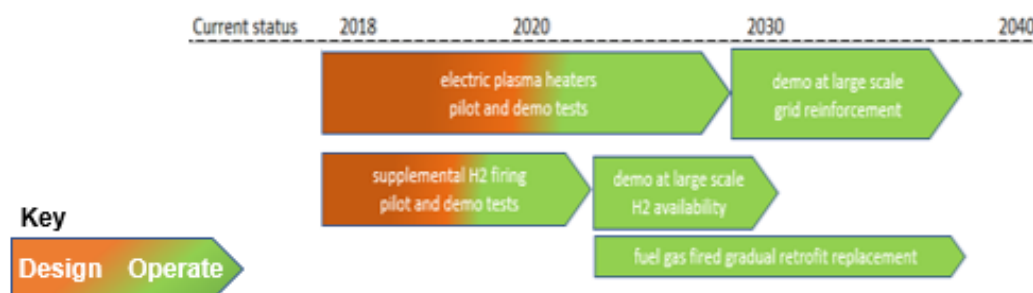 Current status 2018 2020 2030 2040
electric plasma heaters
pilot and demo tests
demo at large scale
grid reinforcement
supplemental H2 firing
pilot and demo tests
demo at large scale
H2 availability
fuel gas fired gradual retrofit replacement
Key
Design Operate